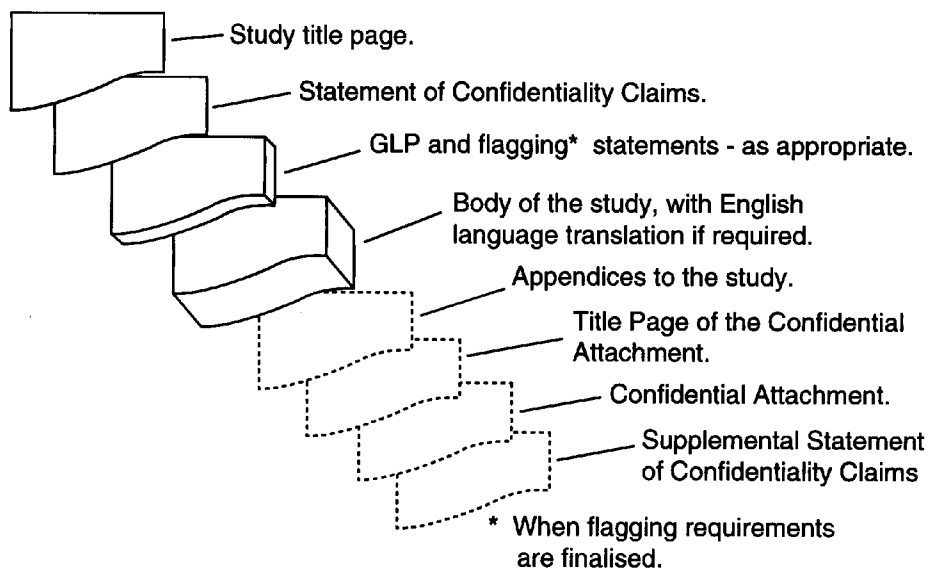 Study title page.
Statement of Confidentiality Claims.
GLP and flagging* statements - as appropriate.
Body of the study, with English
language translation if required.
Appendices to the study.
Title Page of the Confidential
Attachment.
Confidential Attachment.
Supplemental Statement
of Confidentiality Claims
* When flagging requirements
are finalised.